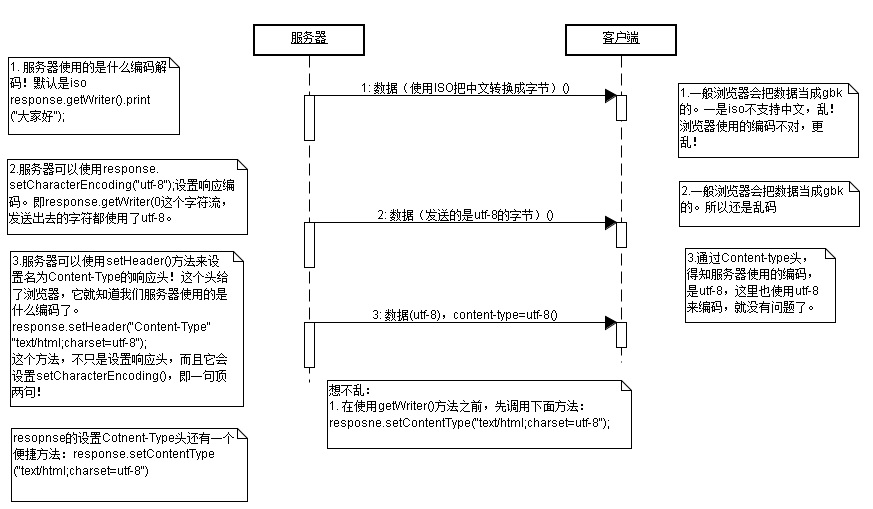 服务器
客户端
1. 服务器使用的是什么编码解
码！默认是iso
response.getWriter().print
("大家好");
1: 数据（使用ISO把中文转换成字节）()
1.一般浏览器会把数据当成gbk
的。一是iso不支持中文，乱！
浏览器使用的编码不对，更
乱！
2.服务器可以使用response.
setCharacterEncoding("utf-8");设置响应编
码。即response.getWriter(0这个字符流，
发送出去的字符都使用了utf-8。
2: 数据（发送的是utf-8的字节）()
2.一般浏览器会把数据当成gbk
的。所以还是乱码
3.服务器可以使用setHeader()方法来设
置名为Content-Type的响应头！这个头给
了浏览器，它就知道我们服务器使用的是
什么编码了。
response.setHeader("Content-Type"
"text/html;charset=utf-8");
这个方法，不只是设置响应头，而且它会
设置setCharacterEncoding()，即一句顶
两句！
3: 数据(utf-8)，content-type=utf-8()
3.通过Content-type头，
得知服务器使用的编码，
是utf-8，这里也使用utf-8
来编码，就没有问题了。
想不乱：
1. 在使用getWriter()方法之前，先调用下面方法：
resposne.setContentType("text/html;charset=utf-8");
resopnse的设置Cotnent-Type头还有一个
便捷方法：response.setContentType
("text/html;charset=utf-8")